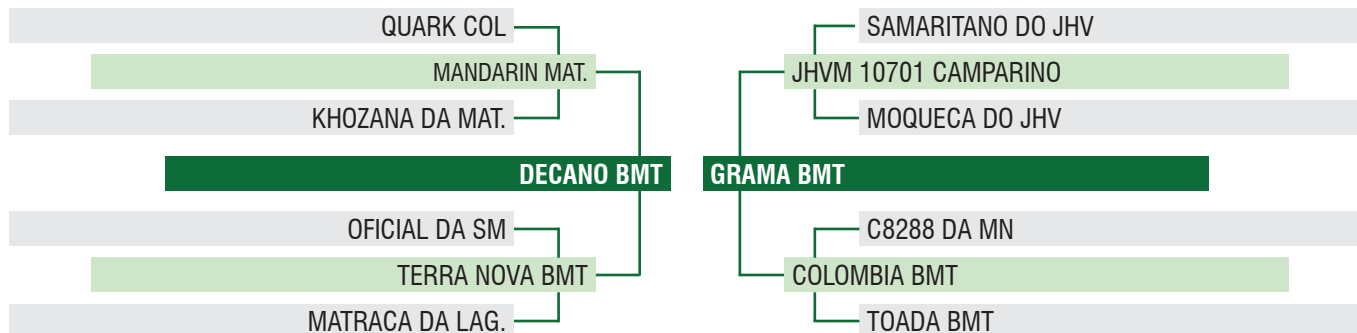 QUARK COL
SAMARITANO DO JHV
MANDARIN MAT.
JHVM 10701 CAMPARINO
KHOZANA DA MAT.
MOQUECA DO JHV
DECANO BMT
GRAMA BMT
OFICIAL DA SM
C8288 DA MN
TERRA NOVA BMT
COLOMBIA BMT
MATRACA DA LAG.
TOADA BMT